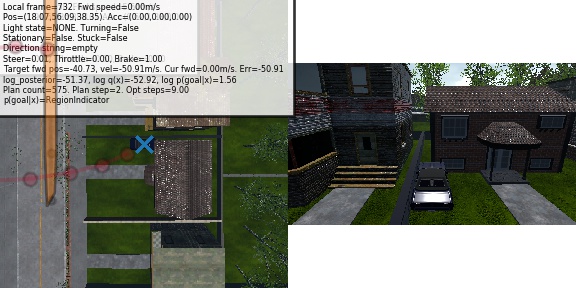 Local frame=732. Fwd speed=0.00m/s
Pos=(18.07,56.09,38.35). Acc=(0.00,0.00,0.00)
Light state=NONE. Turning=False
Stationary=False. Stuck=False
Direction string=empty
Steer=0.01, Throttle=0.00, Brake=1.00
Target fwd pos=-40.73, vel=-50.91m/s. Cur fwd=0.00m/s. Err=-50.91
log_posterior=-51.37, log q(x)=-52.92, log p(goal|x)=1.56
Plan count=575. Plan step=2. Opt steps=9.00
p(goal|x)=RegionIndicator